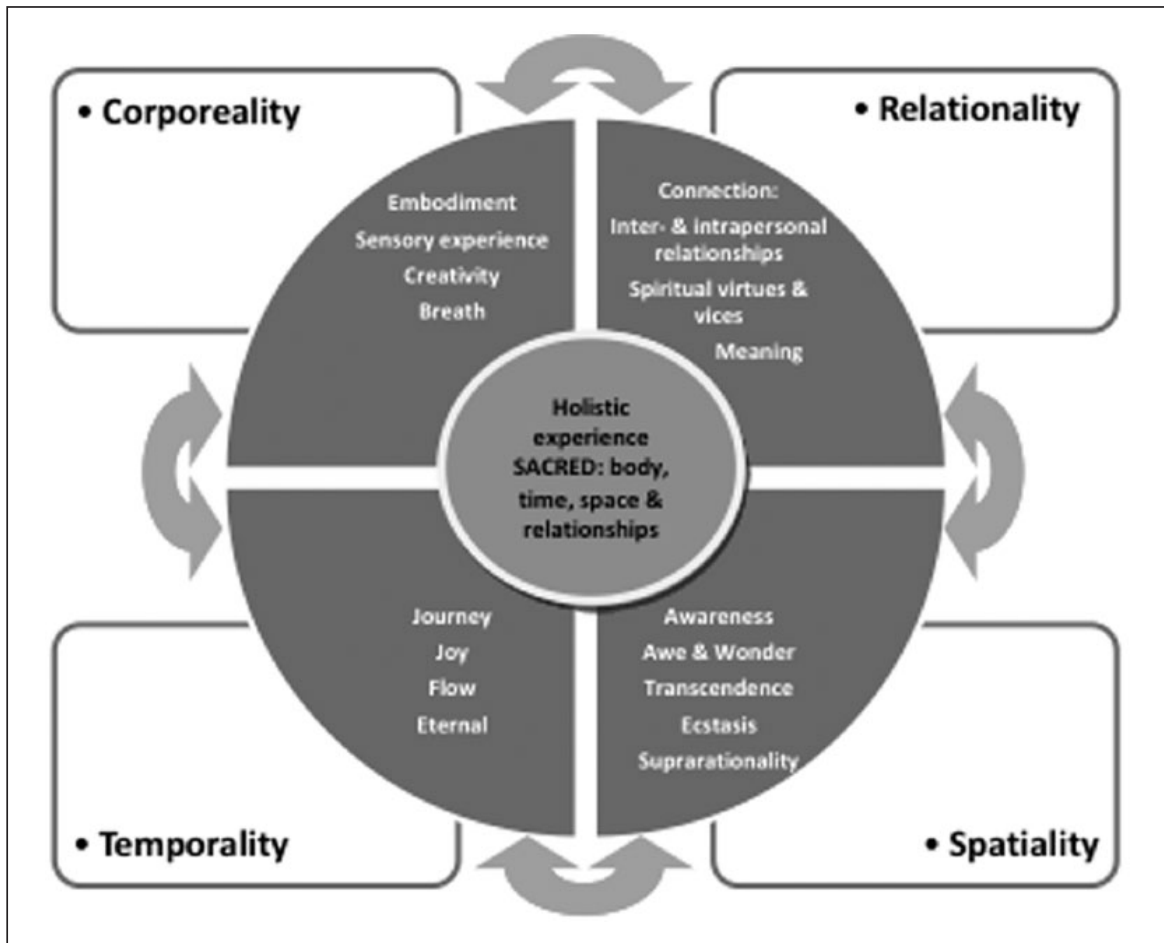 • Corporeality
• Relationality
Embodiment
Sensory experience
Creativity
Breath
Connection:
Inter- & intrapersonal
relationships
Spiritual virtues &
vices
Meaning
Holistic
experience
SACRED: body,
time, space &
relationships
Journey
Joy
Flow
Eternal
Awareness
Awe & Wonder
Transcendence
Ecstasis
Suprarationality
• Temporality
• Spatiality